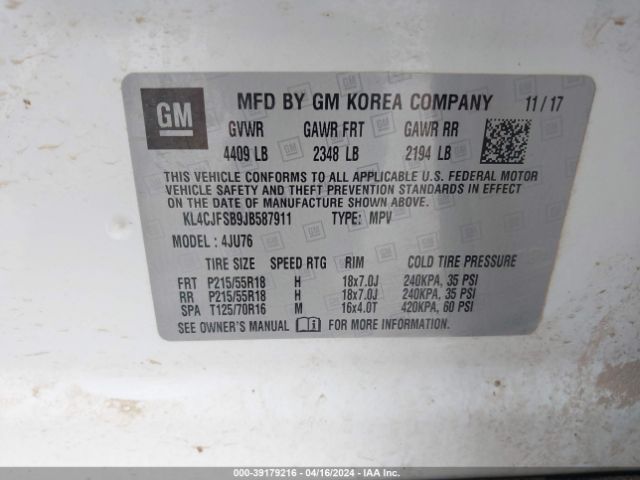 GM MFD BY GM KOREA COMPANY 11/17
GVWR GAWR FRT GAWR RR
4409 LB 2348 LB 2194 LB
THIS VEHICLE CONFORMS TO ALL APPLICABLE U.S. FEDERAL MOTOR
VEHICLE SAFETY AND THEFT PREVENTION STANDARDS IN EFFECT
ON THE DATE OF MANUFACTURE SHOWN ABOVE.
KL4CJFSB9JB587911 TYPE: MPV
MODEL : 4JU76
TIRE SIZE SPEED RTG RIM COLD TIRE PRESSURE
FRT P215/55R18 H 18x7.0J 240KPA, 35 PSI
RR P215/55R18 H 18x7.0J 240KPA, 35 PSI
SPA T125/70R16 M 16x4.0T 420KPA, 60 PSI
SEE OWNER'S MANUAL FOR MORE INFORMATION.
000-39179216 - 04/16/2024 - IAA Inc.